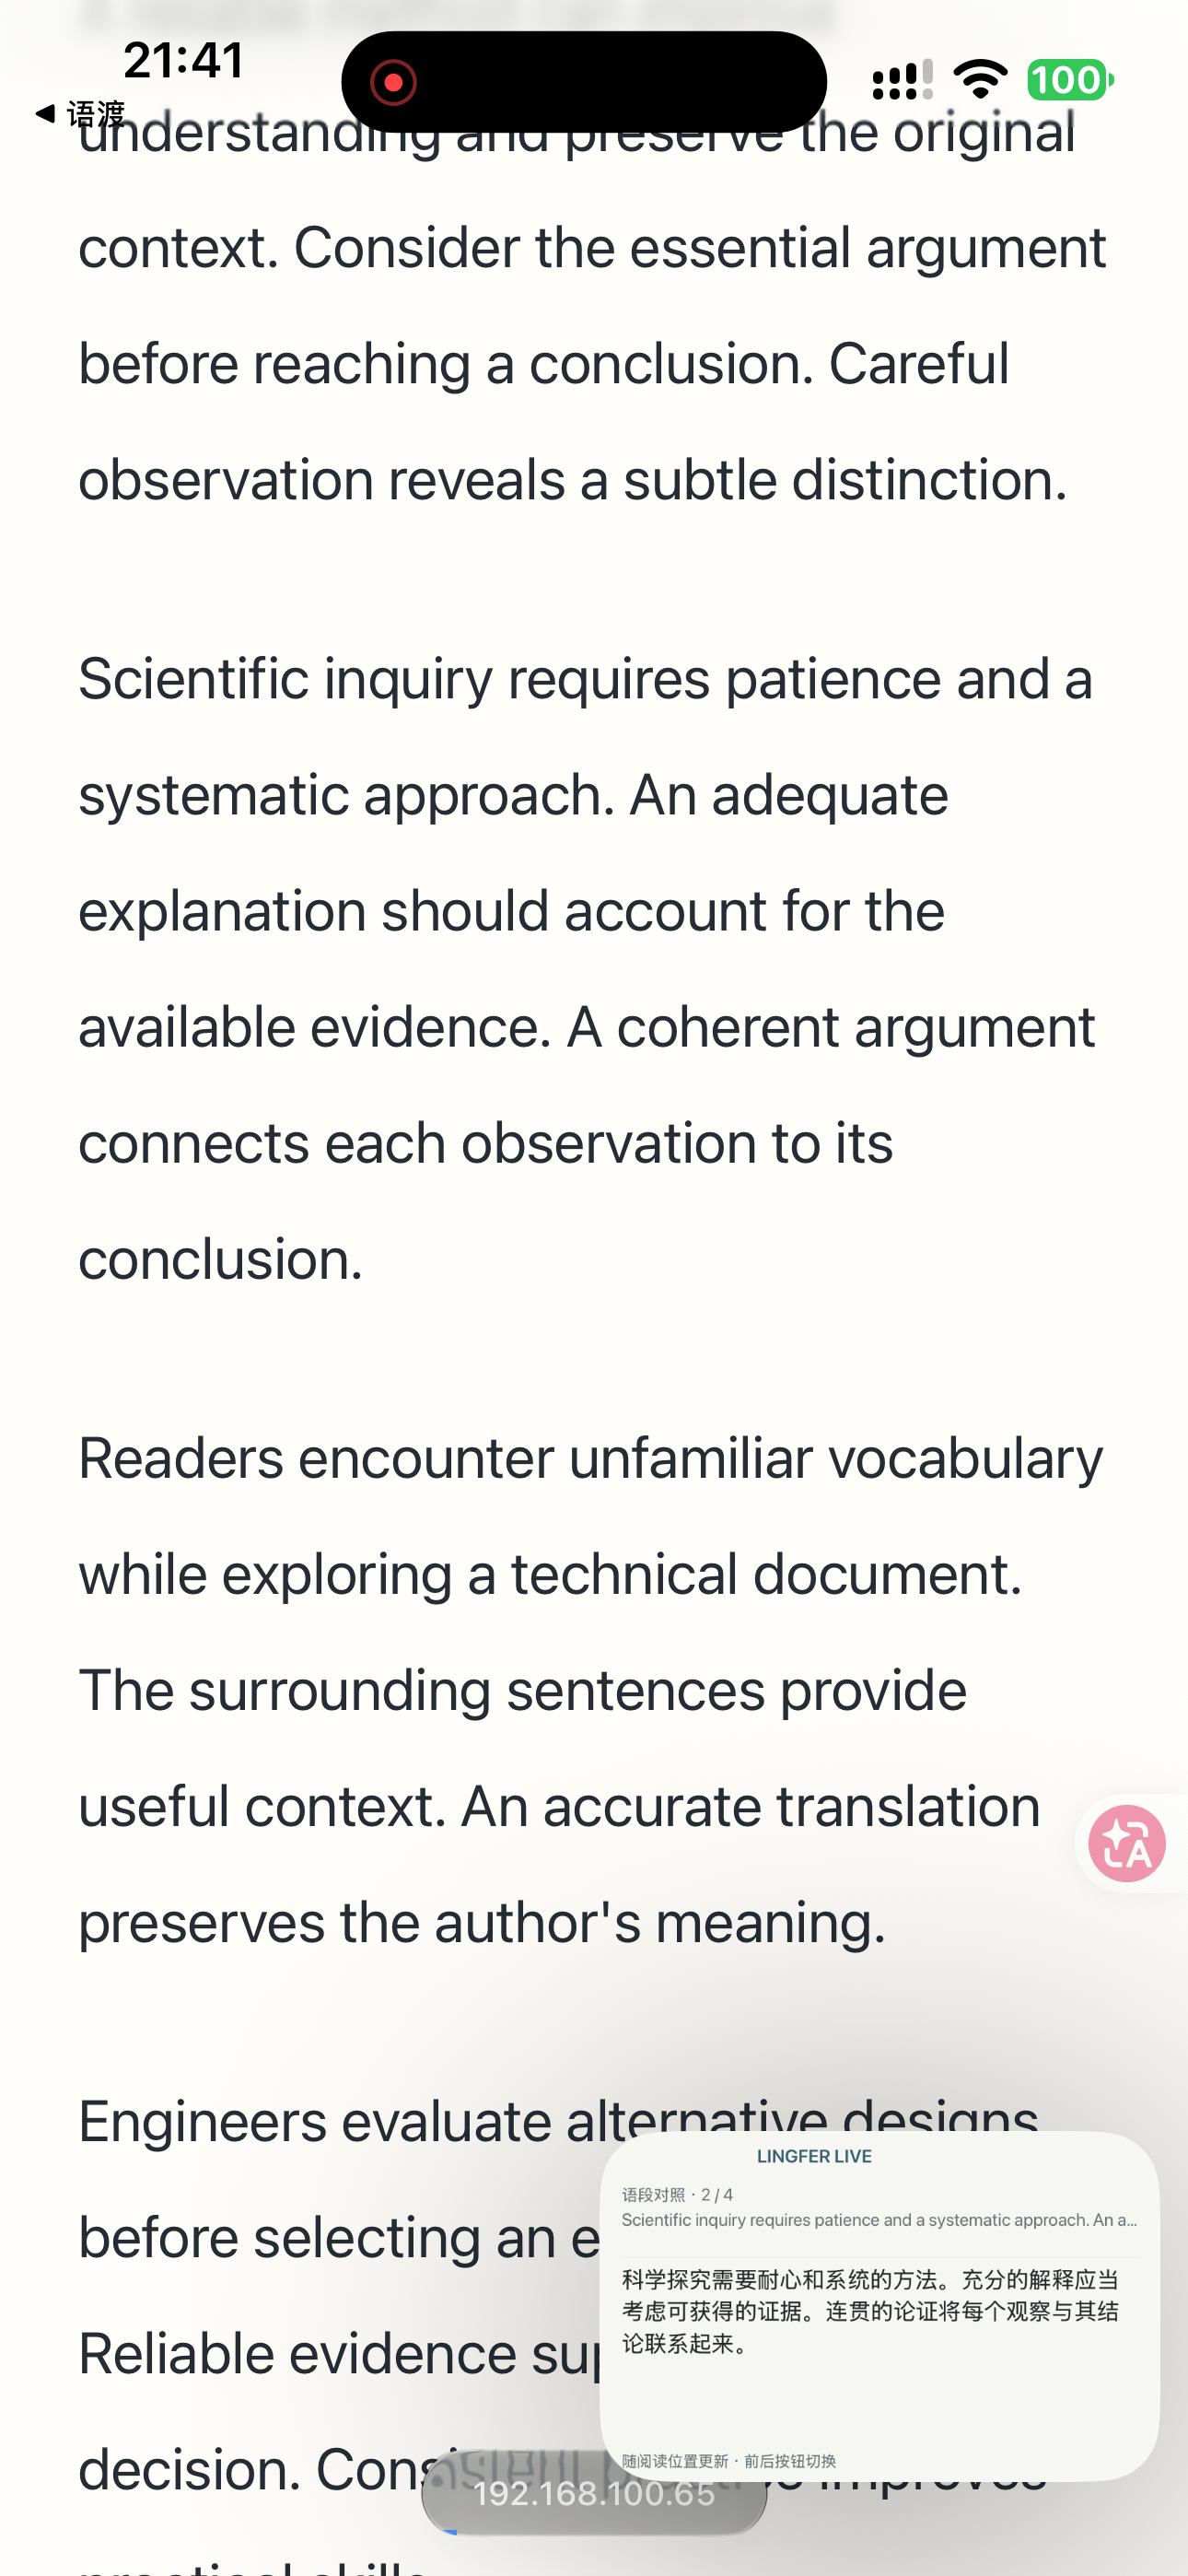 21:41
100
◀ 语渡
understanding and preserve the original
context. Consider the essential argument
before reaching a conclusion. Careful
observation reveals a subtle distinction.
Scientific inquiry requires patience and a
systematic approach. An adequate
explanation should account for the
available evidence. A coherent argument
connects each observation to its
conclusion.
Readers encounter unfamiliar vocabulary
while exploring a technical document.
The surrounding sentences provide
useful context. An accurate translation
preserves the author's meaning.
Engineers evaluate alternative designs
before selecting an
Reliable evidence
decision.
LINGFER LIVE
语段对照 · 2 / 4
Scientific inquiry requires patience and a systematic approach. An a...
科学探究需要耐心和系统的方法。充分的解释应当
考虑可获得的证据。连贯的论证将每个观察与其结
论联系起来。
随阅读位置更新 · 前后按钮切换
improves
192.168.100.65